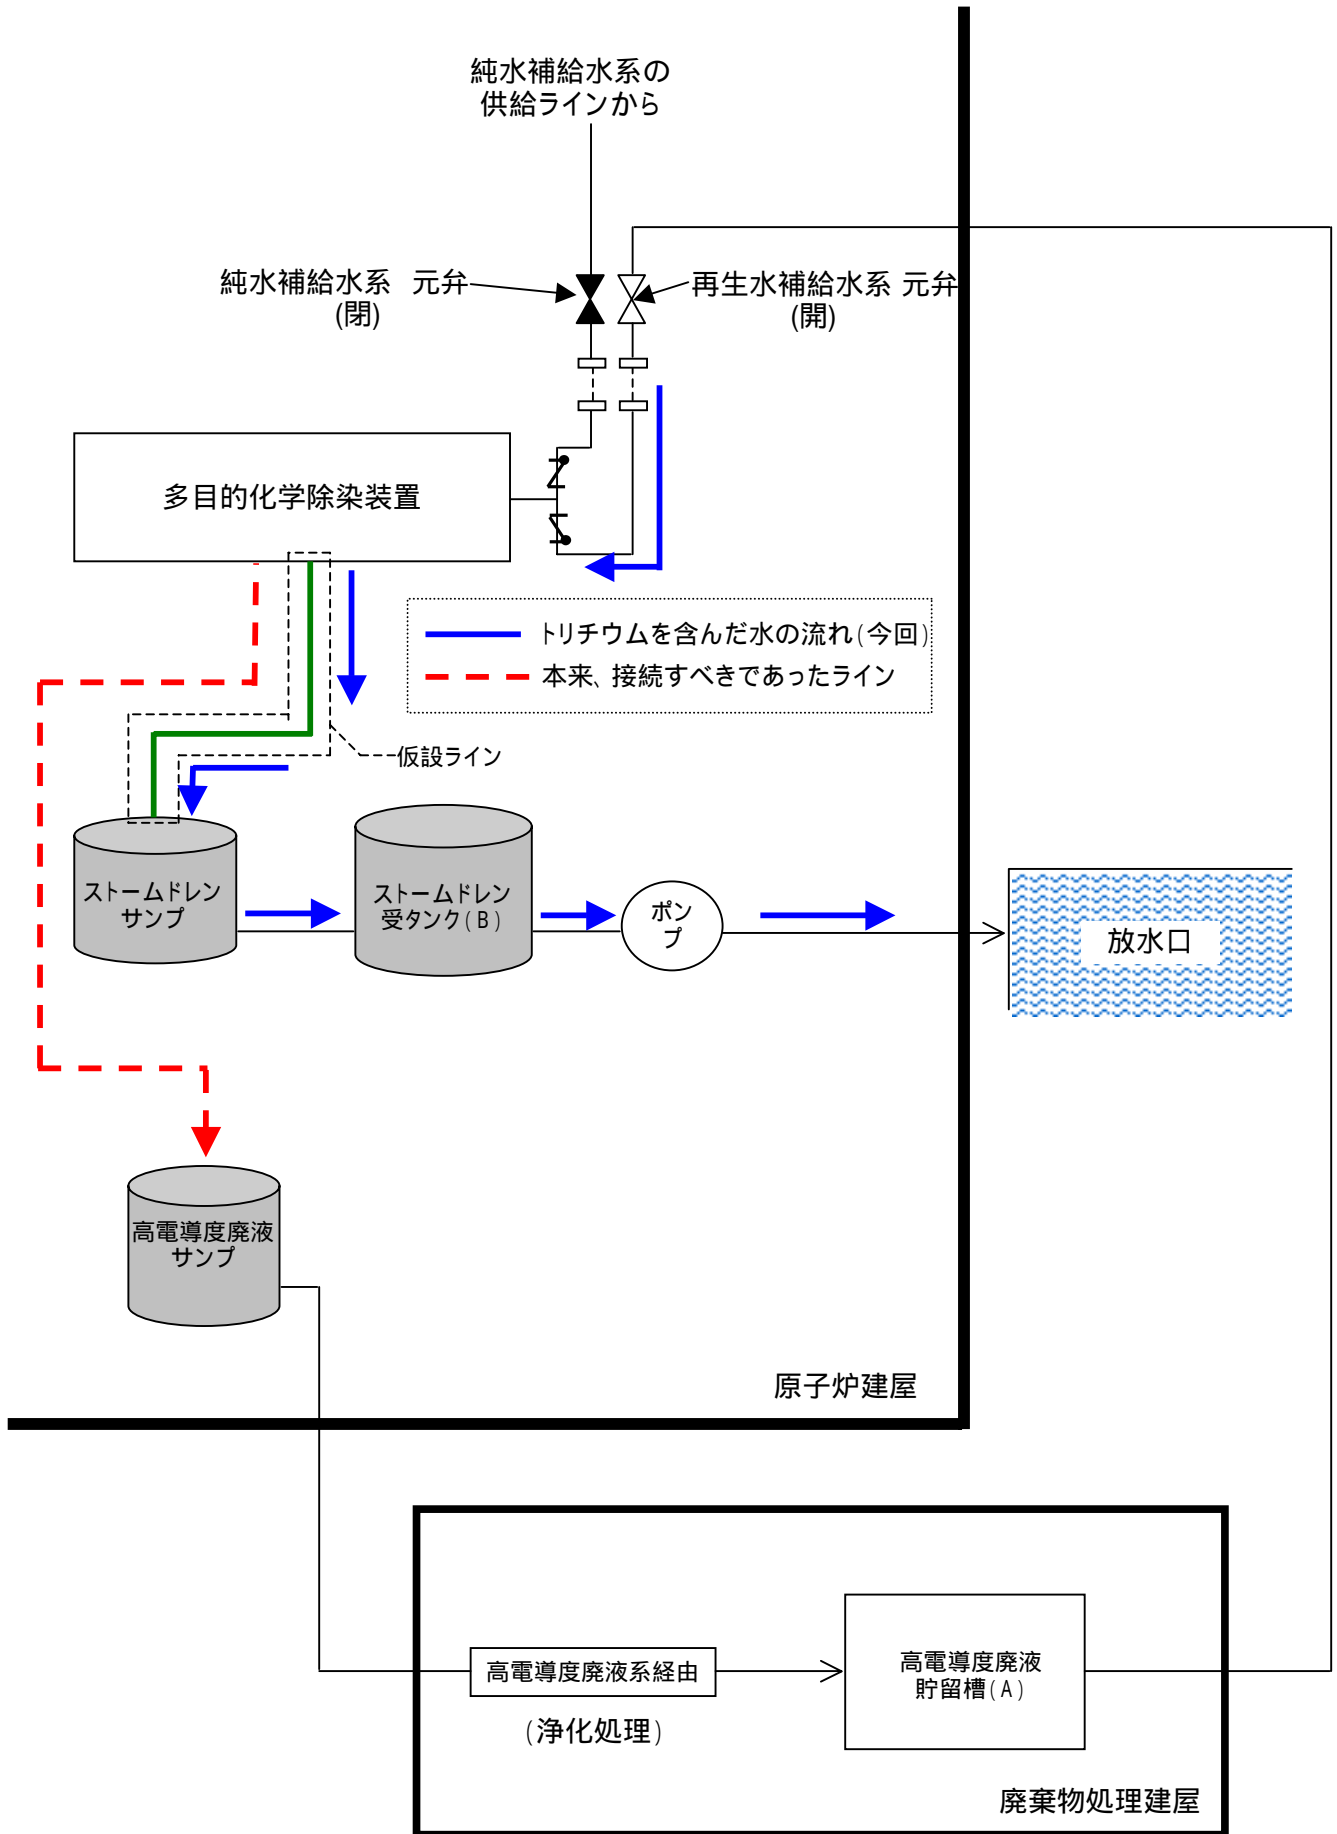 純水補給水系の
供給ラインから
純水補給水系 元弁
(閉)
再生水補給水系 元弁
(開)
多目的化学除染装置
トリチウムを含んだ水の流れ(今回)
本来、接続すべきであったライン
仮設ライン
ストームドレン
サンプ
ストームドレン
受タンク(B)
ポン
プ
放水口
高電導度廃液
サンプ
原子炉建屋
高電導度廃液系経由
(浄化処理)
高電導度廃液
貯留槽(A)
廃棄物処理建屋